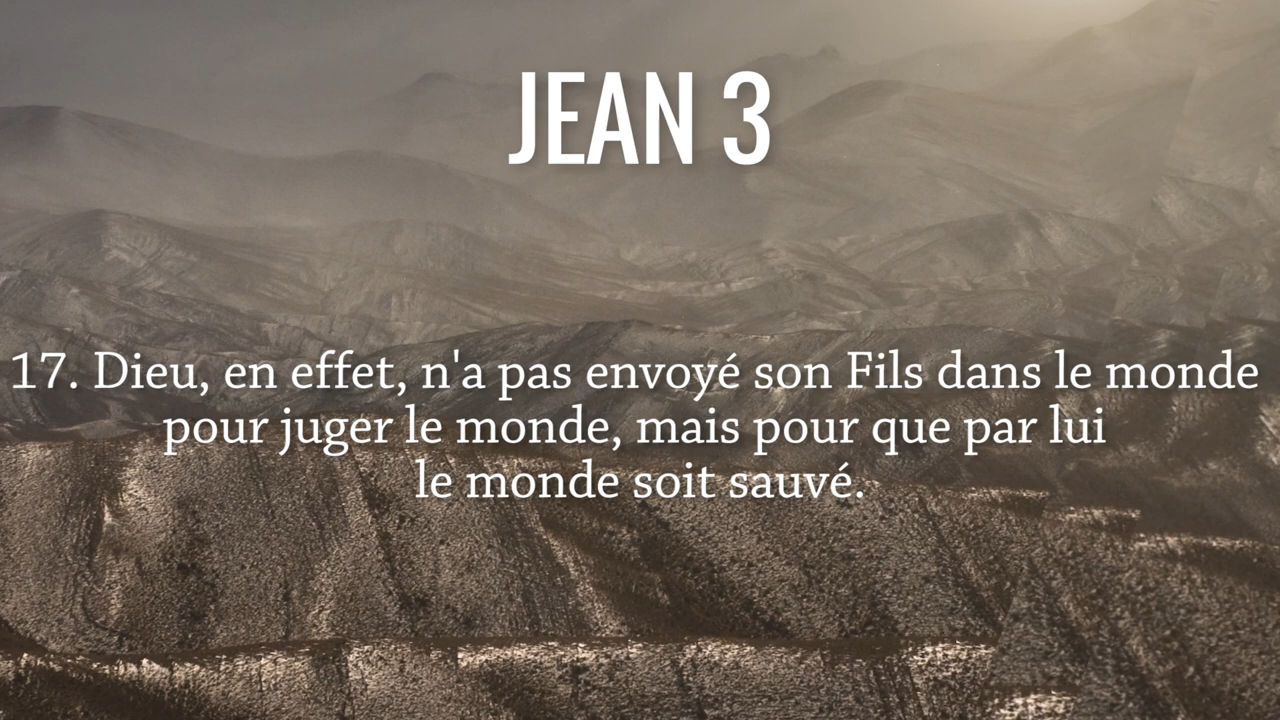 JEAN 3
17. Dieu, en effet, n'a pas envoyé son Fils dans le monde
pour juger le monde, mais pour que par lui
le monde soit sauvé.